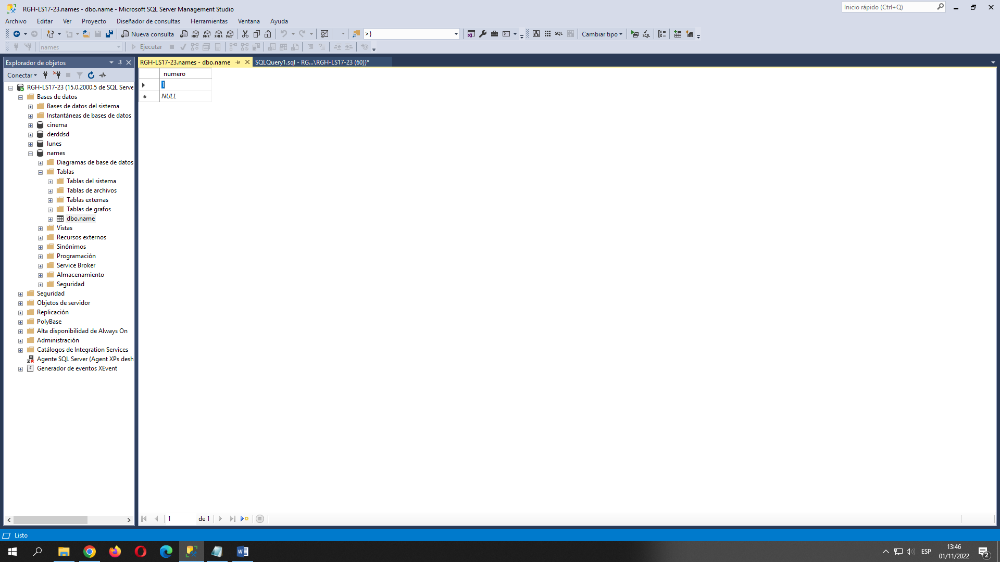 RGH-LS17-23.names - dbo.name - Microsoft SQL Server Management Studio
Inicio rápido (Ctrl+Q)
Archivo Editar Ver Proyecto Diseñador de consultas Herramientas Ventana Ayuda
Nueva consulta MDX DMX XMLA DAX >} SQL Cambiar tipo
names Ejecutar
Explorador de objetos
RGH-LS17-23.names - dbo.name SQLQuery1.sql - RG...\RGH-LS17-23 (60))*
Conectar
numero
1
NULL
RGH-LS17-23 (15.0.2000.5 de SQL Serve
Bases de datos
Bases de datos del sistema
Instantáneas de bases de datos
cinema
derddsd
lunes
names
Diagramas de base de datos
Tablas
Tablas del sistema
Tablas de archivos
Tablas externas
Tablas de grafos
dbo.name
Vistas
Recursos externos
Sinónimos
Programación
Service Broker
Almacenamiento
Seguridad
Seguridad
Objetos de servidor
Replicación
PolyBase
Alta disponibilidad de Always On
Administración
Catálogos de Integration Services
Agente SQL Server (Agent XPs desh
Generador de eventos XEvent
1 de 1
Listo
ESP
13:46
01/11/2022
2